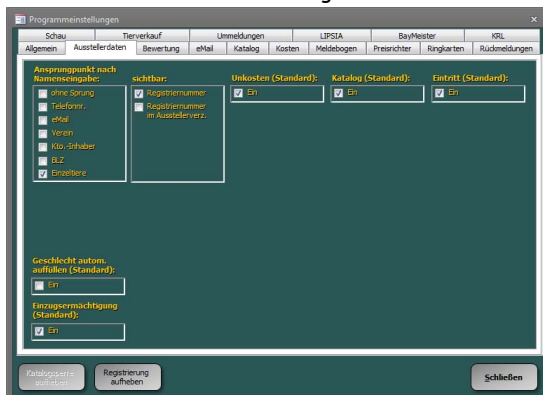 Programmeinstellungen
Schau Tierverkauf Ummeldungen LIPSIA BayMeister KRL
Allgemein Ausstellerdaten Bewertung eMail Katalog Kosten Meldebogen Preisrichter Ringkarten Rückmeldungen
Ansprungpunkt nach
Namenseingabe:
ohne Sprung
Telefonnr.
eMail
Verein
Kto.-Inhaber
BLZ
Einzeltiere
sichtbar:
Registriernummer
Registriernummer
im Ausstellerverz.
Unkosten (Standard):
Ein
Katalog (Standard):
Ein
Eintritt (Standard):
Ein
Geschlecht autom.
auffüllen (Standard):
Ein
Einzugsermächtigung
(Standard):
Ein
Katalogsperre
aufheben
Registrierung
aufheben
Schließen